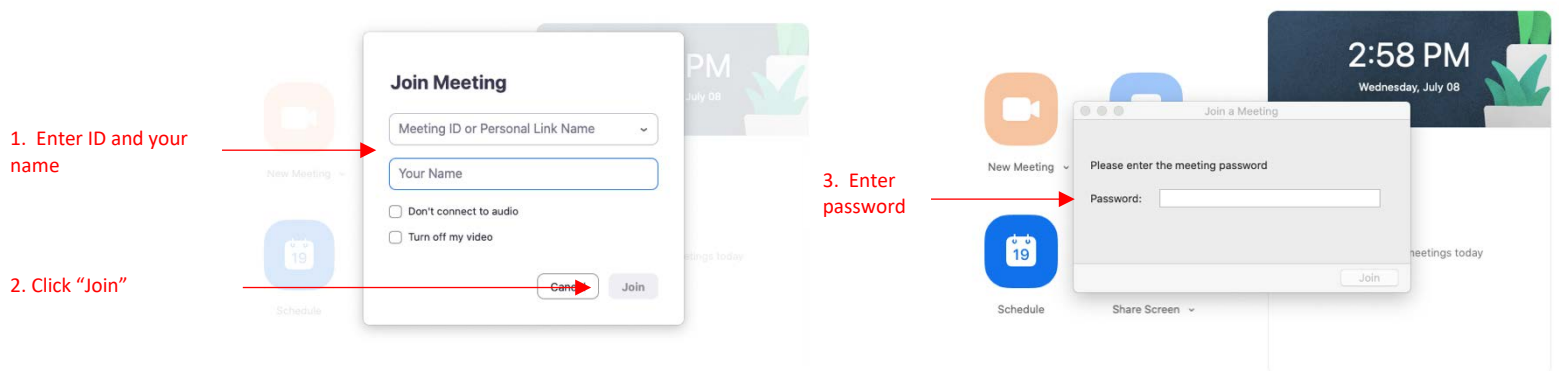 1. Enter ID and your
name
2. Click “Join”
Join Meeting
Meeting ID or Personal Link Name
Your Name
Don't connect to audio
Turn off my video
Cancel
Join
PM
July 08
New Meeting
19
Schedule
etings today
3. Enter
password
2:58 PM
Wednesday, July 08
New Meeting
Join a Meeting
Please enter the meeting password
Password:
Join
19
neetings today
Schedule
Share Screen